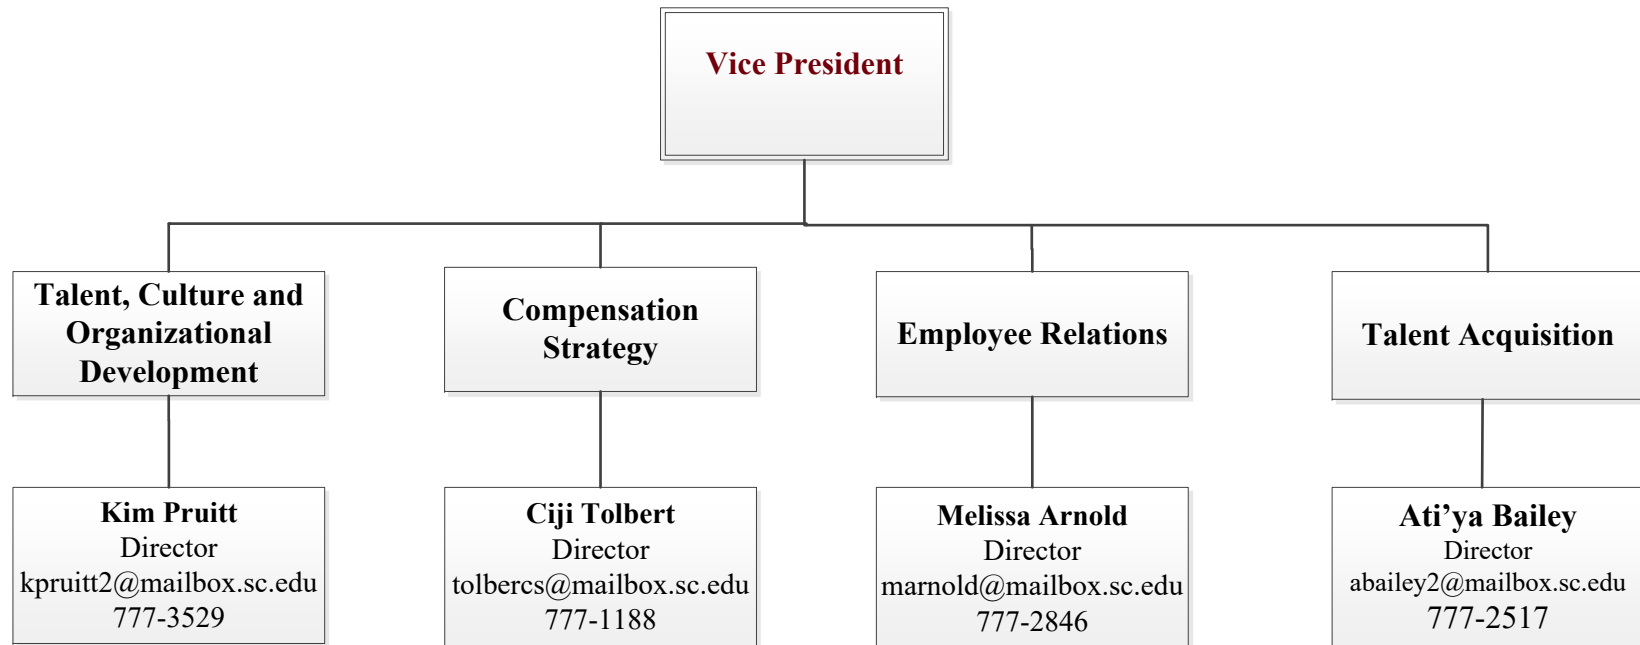 Vice President
Talent, Culture and
Organizational
Development
Compensation
Strategy
Employee Relations
Talent Acquisition
Kim Pruitt
Director
kpruitt2@mailbox.sc.edu
777-3529
Ciji Tolbert
Director
tolbercs@mailbox.sc.edu
777-1188
Melissa Arnold
Director
marnold@mailbox.sc.edu
777-2846
Ati’ya Bailey
Director
abailey2@mailbox.sc.edu
777-2517